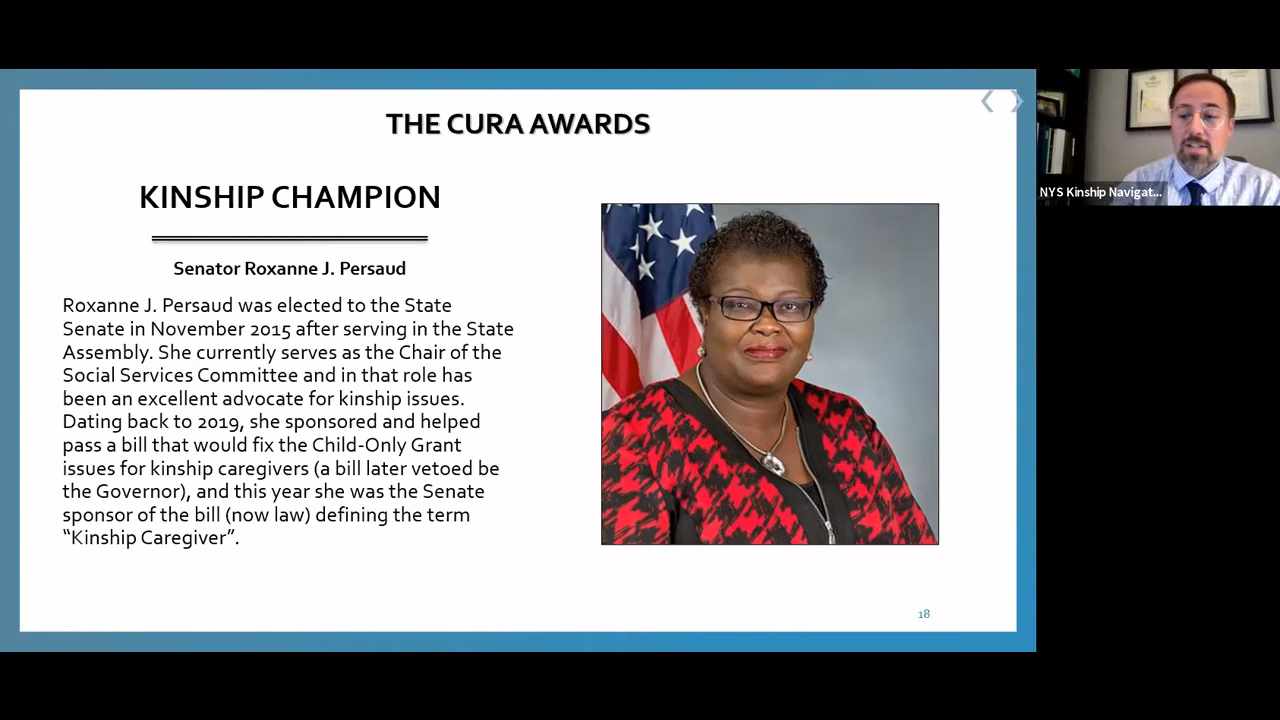 THE CURA AWARDS
KINSHIP CHAMPION
Senator Roxanne J. Persaud
Roxanne J. Persaud was elected to the State
Senate in November 2015 after serving in the State
Assembly. She currently serves as the Chair of the
Social Services Committee and in that role has
been an excellent advocate for kinship issues.
Dating back to 2019, she sponsored and helped
pass a bill that would fix the Child-Only Grant
issues for kinship caregivers (a bill later vetoed be
the Governor), and this year she was the Senate
sponsor of the bill (now law) defining the term
“Kinship Caregiver”.
18
NYS Kinship Navigat...